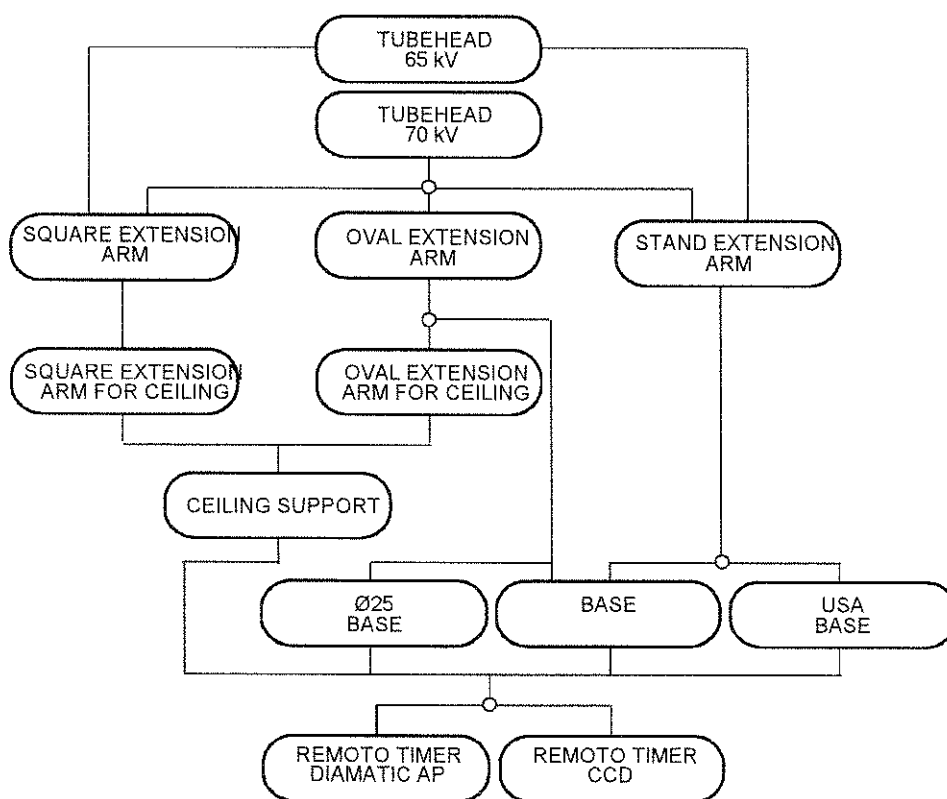 TUBEHEAD
65 kV
TUBEHEAD
70 kV
SQUARE EXTENSION
ARM
OVAL EXTENSION
ARM
STAND EXTENSION
ARM
SQUARE EXTENSION
ARM FOR CEILING
OVAL EXTENSION
ARM FOR CEILING
CEILING SUPPORT
Ø25
BASE
BASE
USA
BASE
REMOTO TIMER
DIAMATIC AP
REMOTO TIMER
CCD